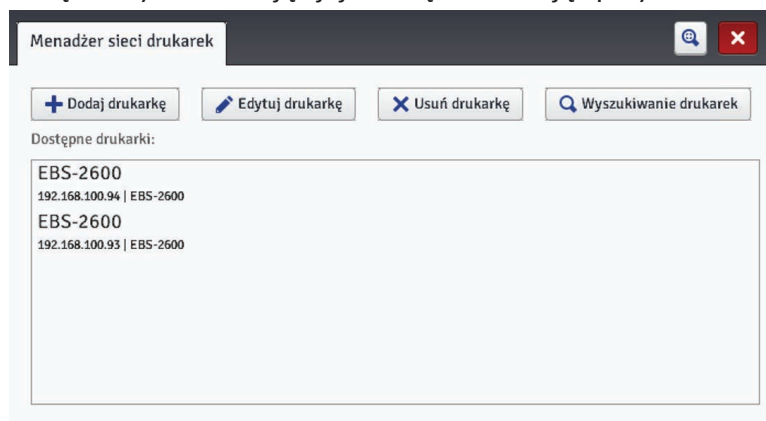 Menadżer sieci drukarek
Dodaj drukarkę Edytuj drukarkę Usuń drukarkę Wyszukiwanie drukarek
Dostępne drukarki:
EBS-2600
192.168.100.94 | EBS-2600
EBS-2600
192.168.100.93 | EBS-2600